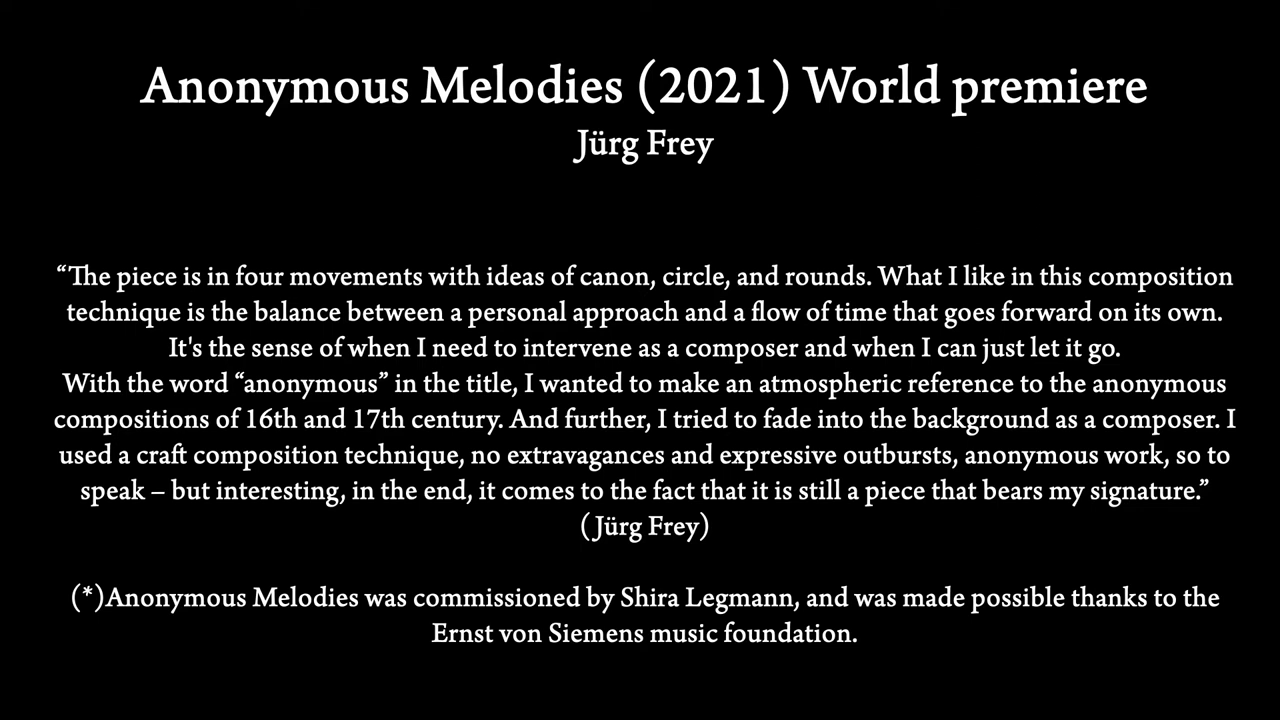 Anonymous Melodies (2021) World premiere
Jürg Frey
“The piece is in four movements with ideas of canon, circle, and rounds. What I like in this composition
technique is the balance between a personal approach and a flow of time that goes forward on its own.
It's the sense of when I need to intervene as a composer and when I can just let it go.
With the word “anonymous” in the title, I wanted to make an atmospheric reference to the anonymous
compositions of 16th and 17th century. And further, I tried to fade into the background as a composer. I
used a craft composition technique, no extravagances and expressive outbursts, anonymous work, so to
speak – but interesting, in the end, it comes to the fact that it is still a piece that bears my signature.”
(Jürg Frey)
(*)Anonymous Melodies was commissioned by Shira Legmann, and was made possible thanks to the
Ernst von Siemens music foundation.